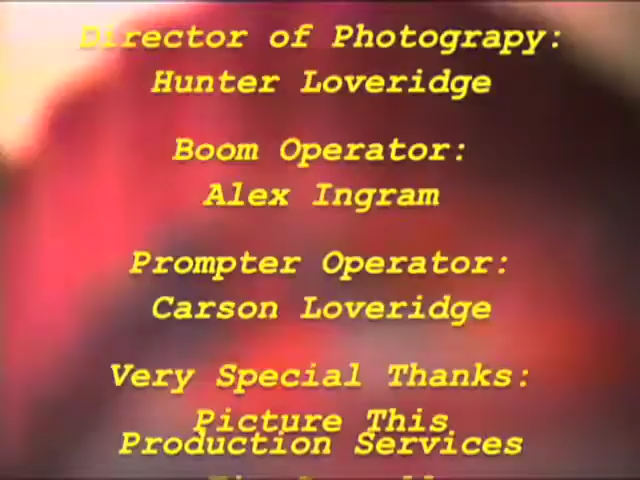 Director of Photograpy:
Hunter Loveridge
Boom Operator:
Alex Ingram
Prompter Operator:
Carson Loveridge
Very Special Thanks:
Picture This
Production Services